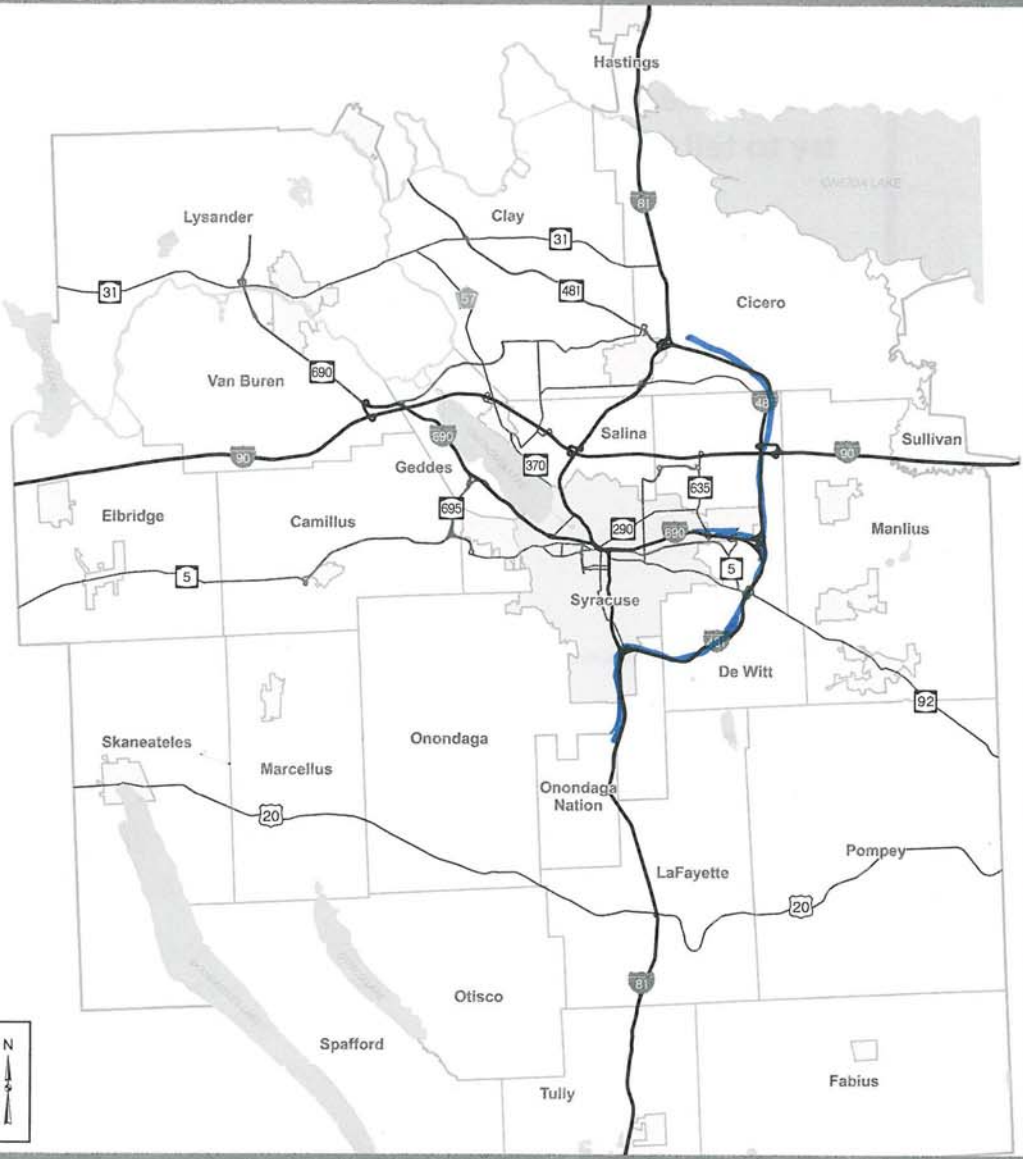 Hastings
ONEIDA LAKE
81
Lysander
Clay
31
31
481
57
Cicero
690
Van Buren
48
Salina
Sullivan
690
90
90
Geddes
370
635
695
Elbridge
Camillus
290
690
Manlius
5
5
Syracuse
De Witt
92
Skaneateles
Onondaga
Marcellus
Onondaga
Nation
20
Pompey
LaFayette
20
81
Otisco
N
Spafford
Fabius
Tully